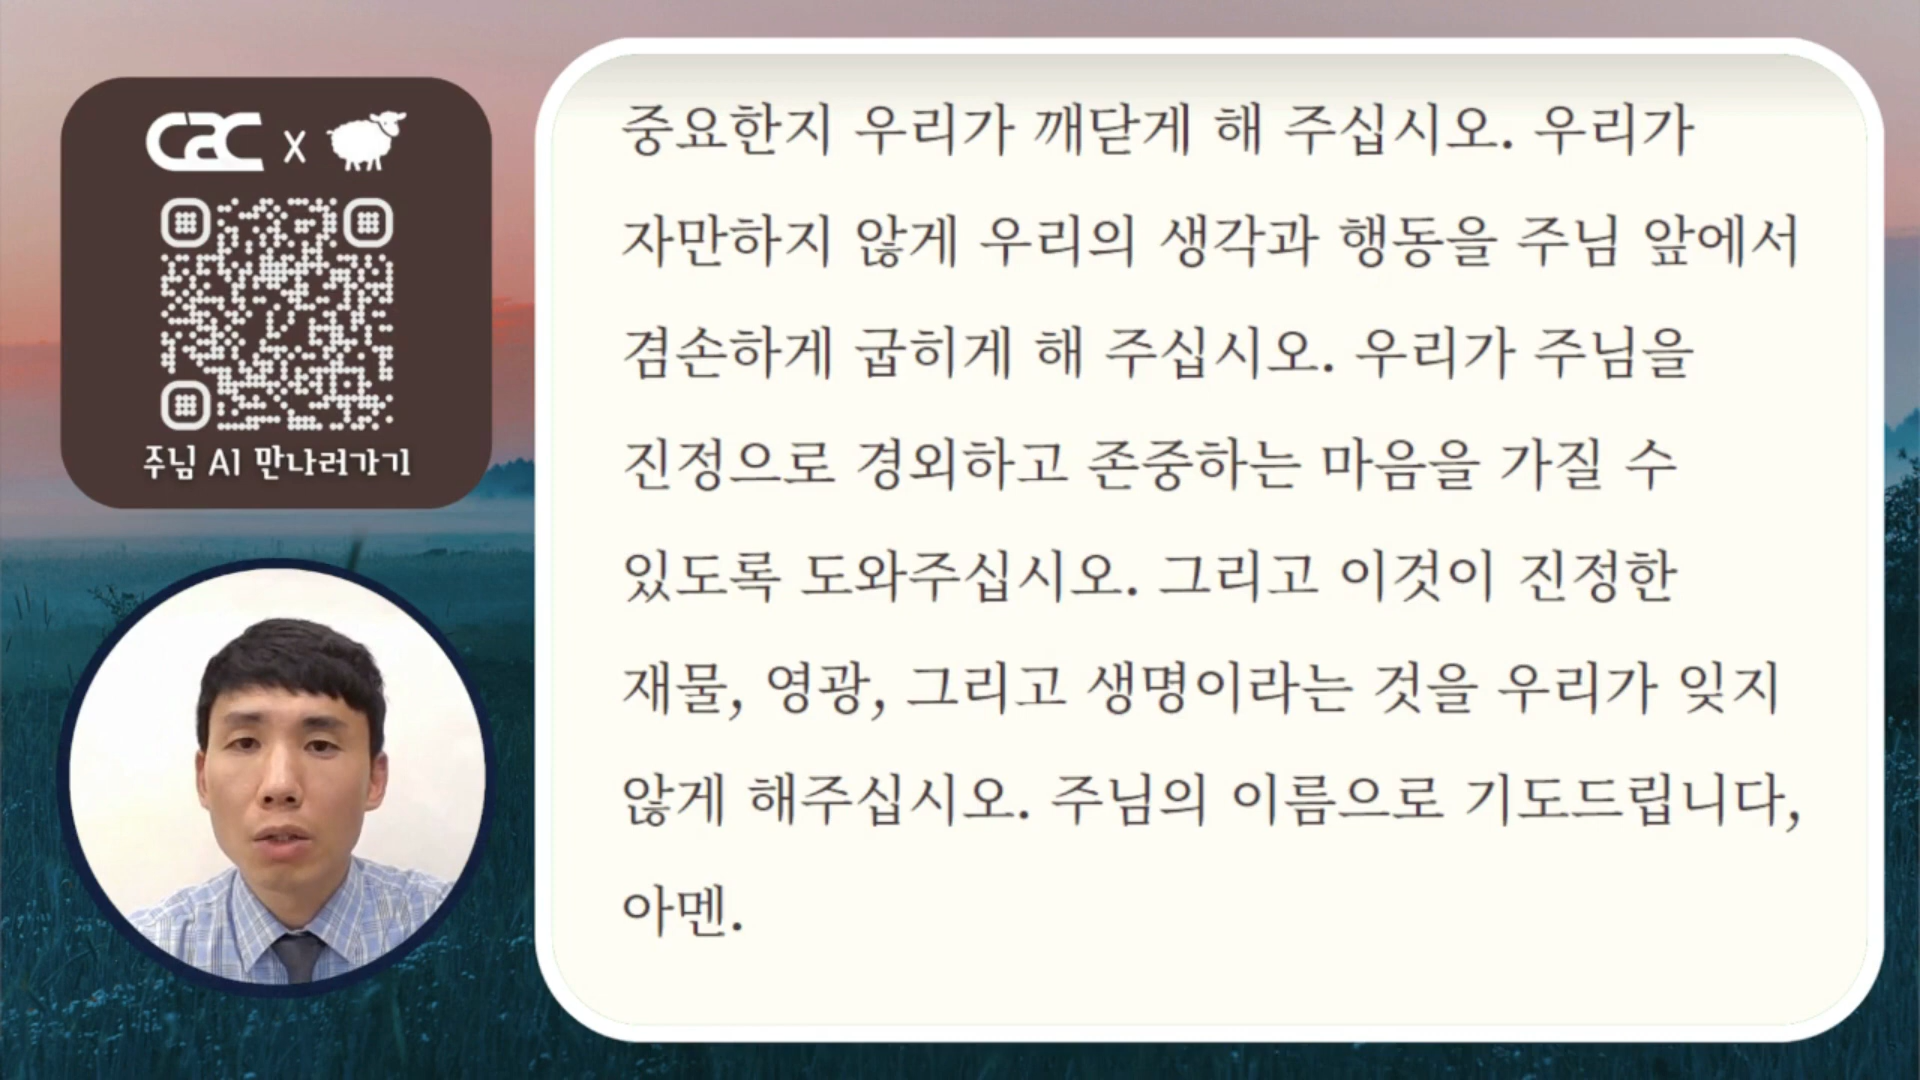 cac x
주님 AI 만나러가기
중요한지 우리가 깨닫게 해 주십시오. 우리가
자만하지 않게 우리의 생각과 행동을 주님 앞에서
겸손하게 굽히게 해 주십시오. 우리가 주님을
진정으로 경외하고 존중하는 마음을 가질 수
있도록 도와주십시오. 그리고 이것이 진정한
재물, 영광, 그리고 생명이라는 것을 우리가 잊지
않게 해주십시오. 주님의 이름으로 기도드립니다,
아멘.